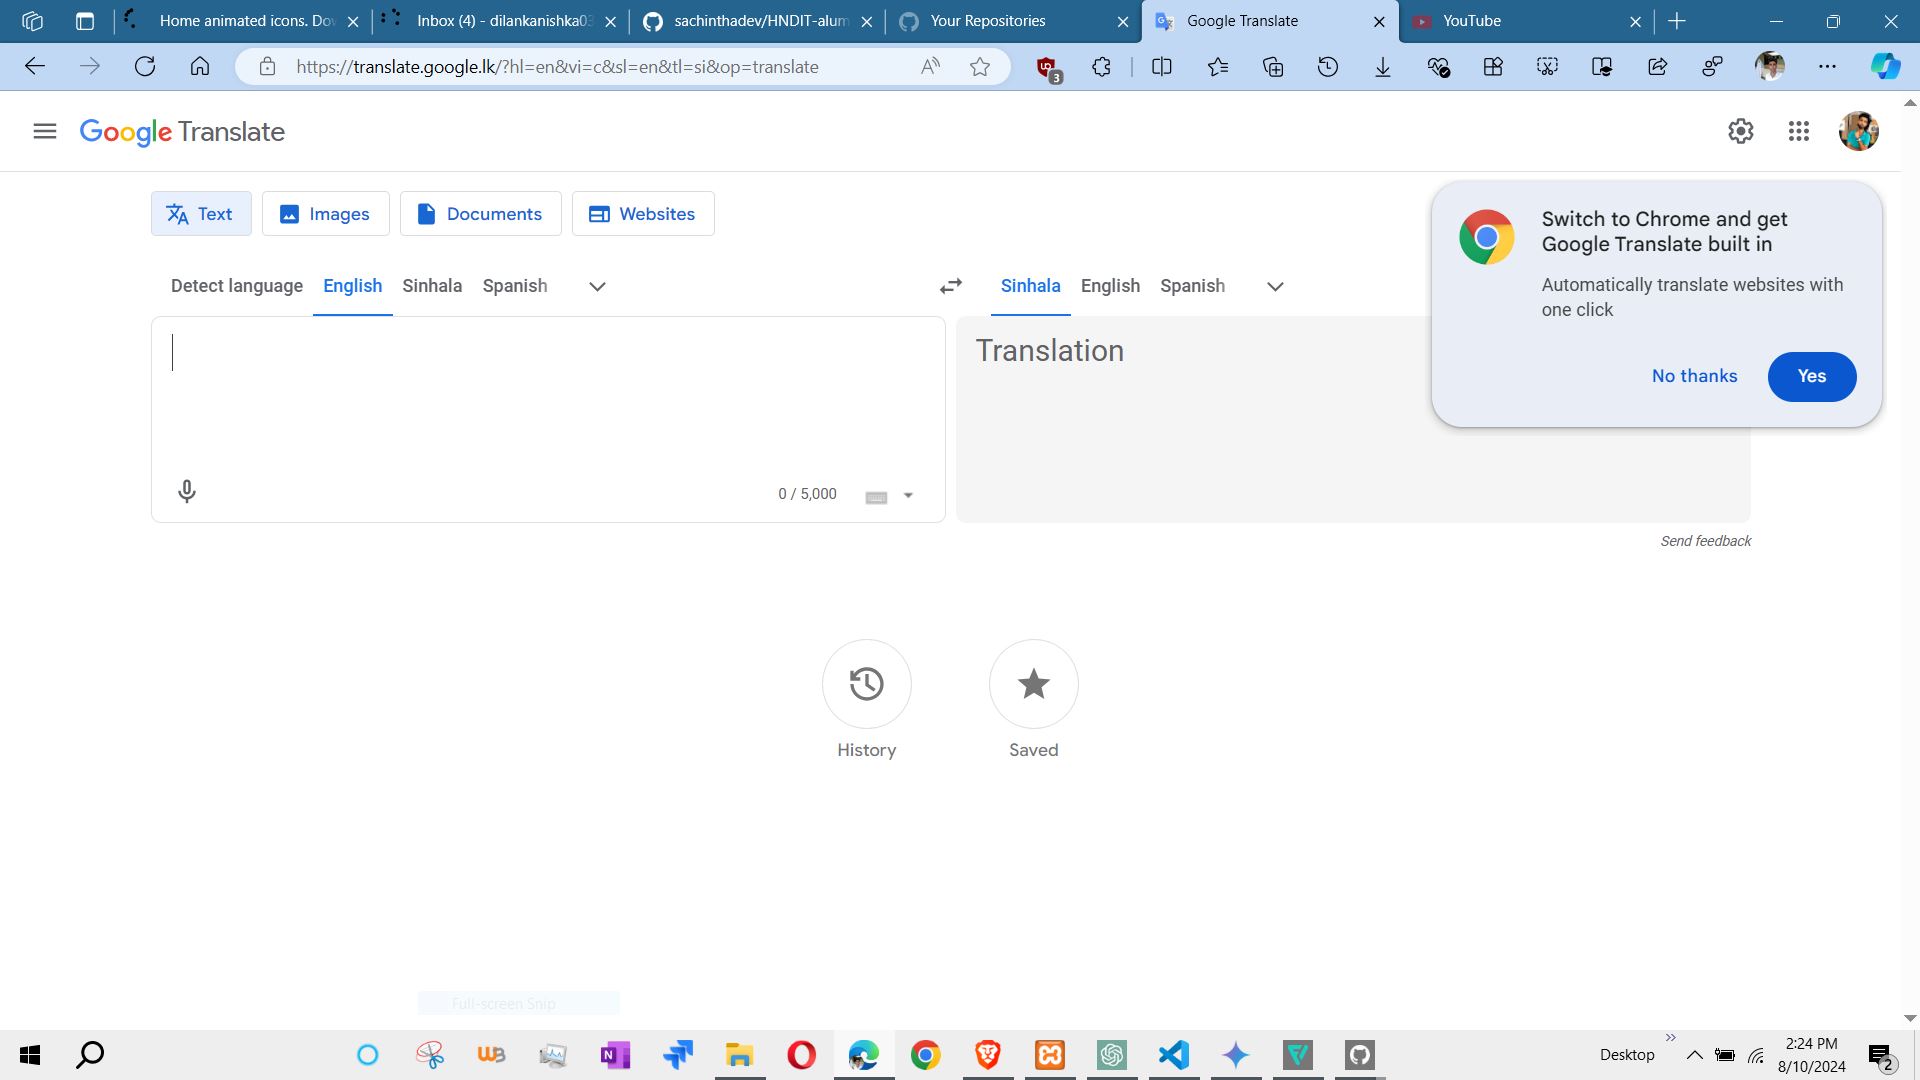 Home animated icons. Dov
Inbox (4) - dilankanishka03
sachinthadev/HNDIT-alum
Your Repositories
Google Translate
YouTube
https://translate.google.lk/?hl=en&vi=c&sl=en&tl=si&op=translate
3
Google Translate
Text
Images
Documents
Websites
Switch to Chrome and get
Google Translate built in
Automatically translate websites with
one click
No thanks
Yes
Detect language
English
Sinhala
Spanish
Sinhala
English
Spanish
Translation
0 / 5,000
Send feedback
History
Saved
Full-screen Snip
Desktop
2:24 PM
8/10/2024
2